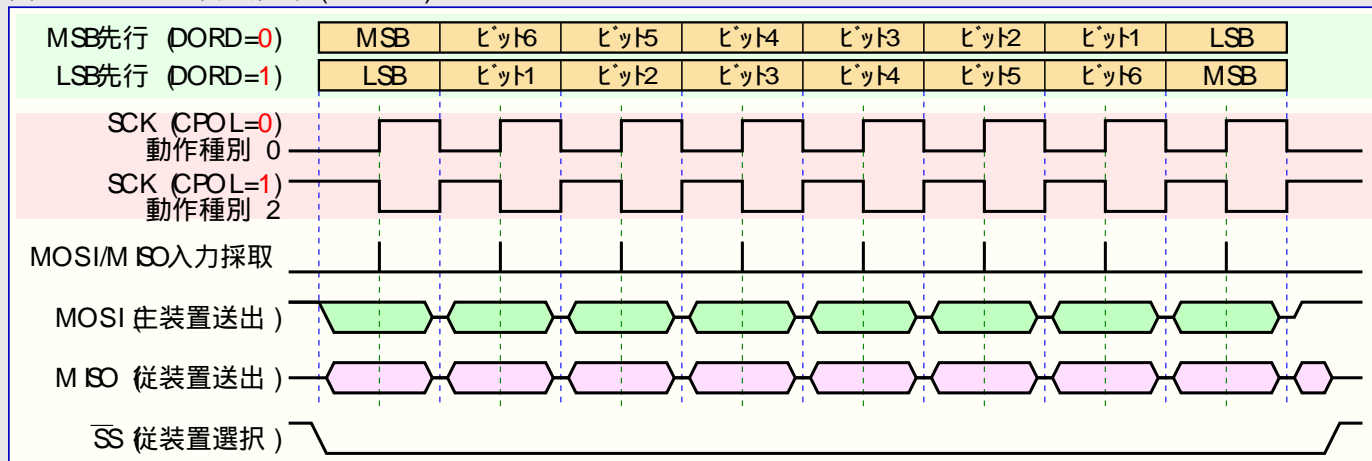 MSB先行 (DORD=0) MSB ビット6 ビット5 ビット4 ビット3 ビット2 ビット1 LSB
LSB先行 (DORD=1) LSB ビット1 ビット2 ビット3 ビット4 ビット5 ビット6 MSB
SCK (CPOL=0)
動作種別 0
SCK (CPOL=1)
動作種別 2
MOSI/MISO入力採取
MOSI (主装置送出)
MISO (従装置送出)
SS (従装置選択)